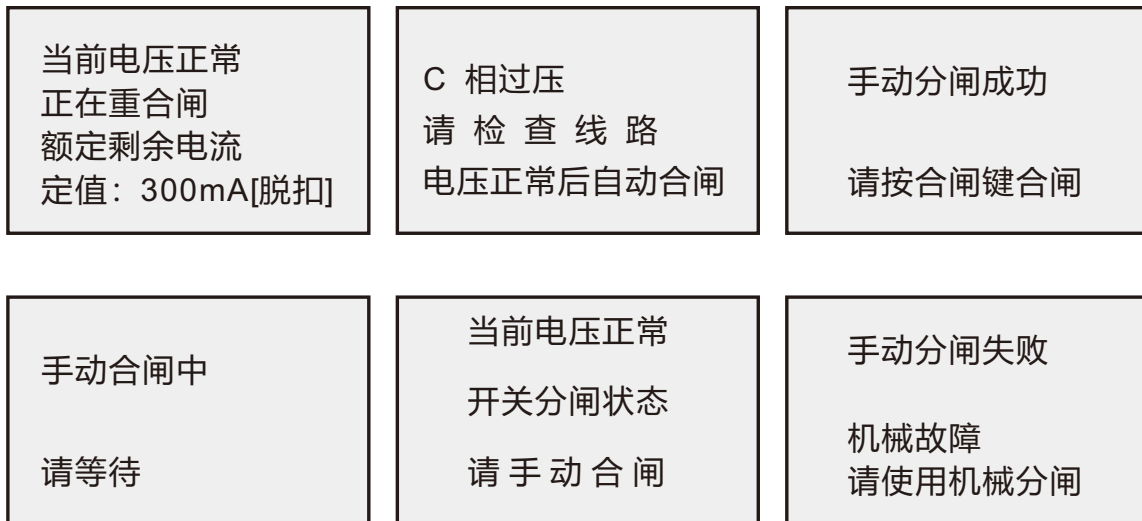 当前电压正常
正在重合闸
额定剩余电流
定值：300mA[脱扣]
C 相过压
请 检 查 线 路
电压正常后自动合闸
手动分闸成功
请按合闸键合闸
手动合闸中
请等待
当前电压正常
开关分闸状态
请 手 动 合 闸
手动分闸失败
机械故障
请使用机械分闸